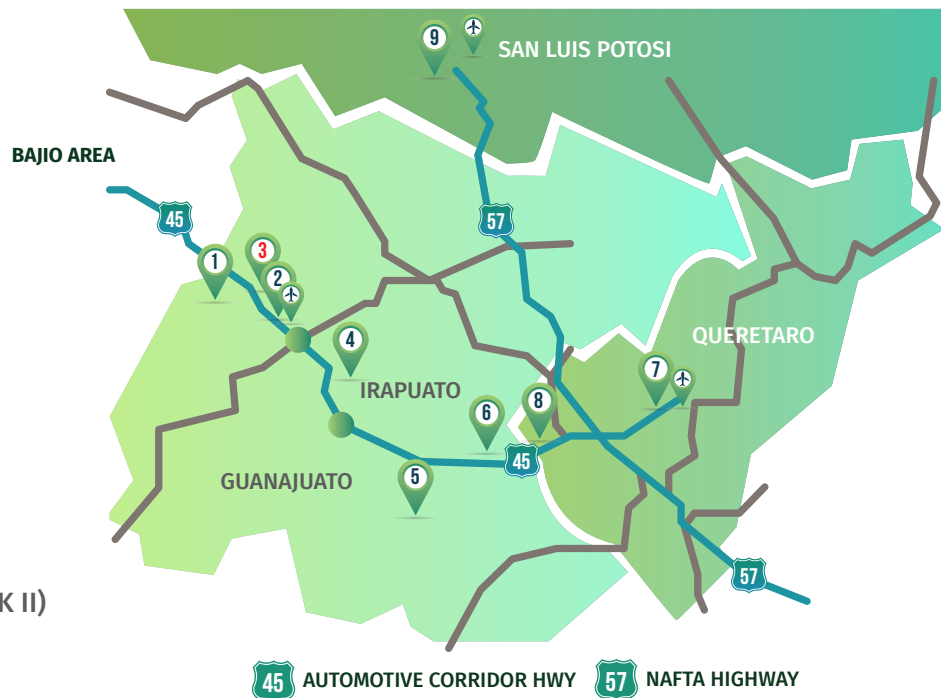 9
SAN LUIS POTOSI
BAJIO AREA
45
57
3
1
2
4
QUERETARO
IRAPUATO
7
8
6
45
5
GUANAJUATO
57
K II)
45 AUTOMOTIVE CORRIDOR HWY 57 NAFTA HIGHWAY